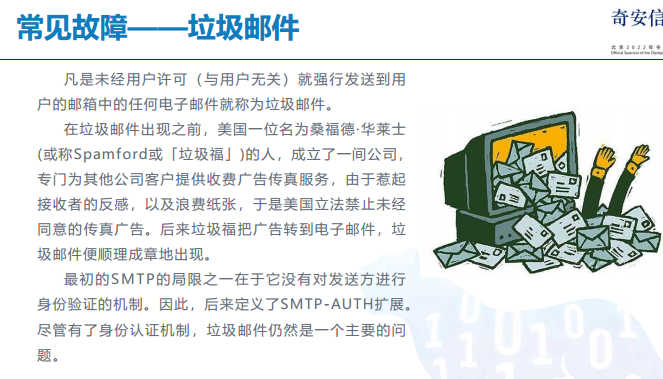 常见故障——垃圾邮件
奇安信
北京2022年冬
Official Sponsor of the Olympic
凡是未经用户许可（与用户无关）就强行发送到用
户的邮箱中的任何电子邮件就称为垃圾邮件。
在垃圾邮件出现之前，美国一位名为桑福德·华莱士
(或称Spamford或「垃圾福」)的人，成立了一间公司，
专门为其他公司客户提供收费广告传真服务，由于惹起
接收者的反感，以及浪费纸张，于是美国立法禁止未经
同意的传真广告。后来垃圾福把广告转到电子邮件，垃
圾邮件便顺理成章地出现。
最初的SMTP的局限之一在于它没有对发送方进行
身份验证的机制。因此，后来定义了SMTP-AUTH扩展。
尽管有了身份认证机制，垃圾邮件仍然是一个主要的问
题。